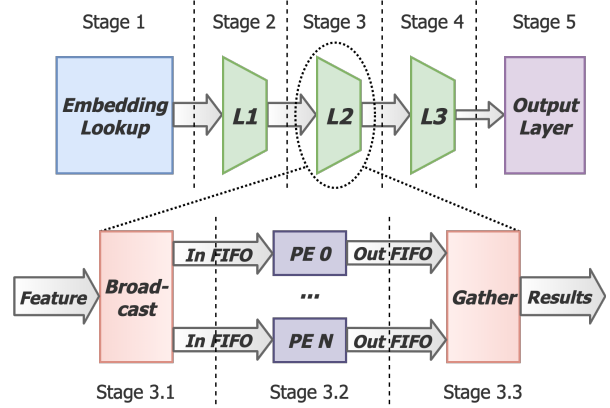 Stage 1 Stage 2 Stage 3 Stage 4 Stage 5
Embedding
Lookup
L1
L2
L3
Output
Layer
Feature
Broad-
cast
In FIFO
PE 0
Out FIFO
...
In FIFO
PE N
Out FIFO
Gather
Results
Stage 3.1 Stage 3.2 Stage 3.3